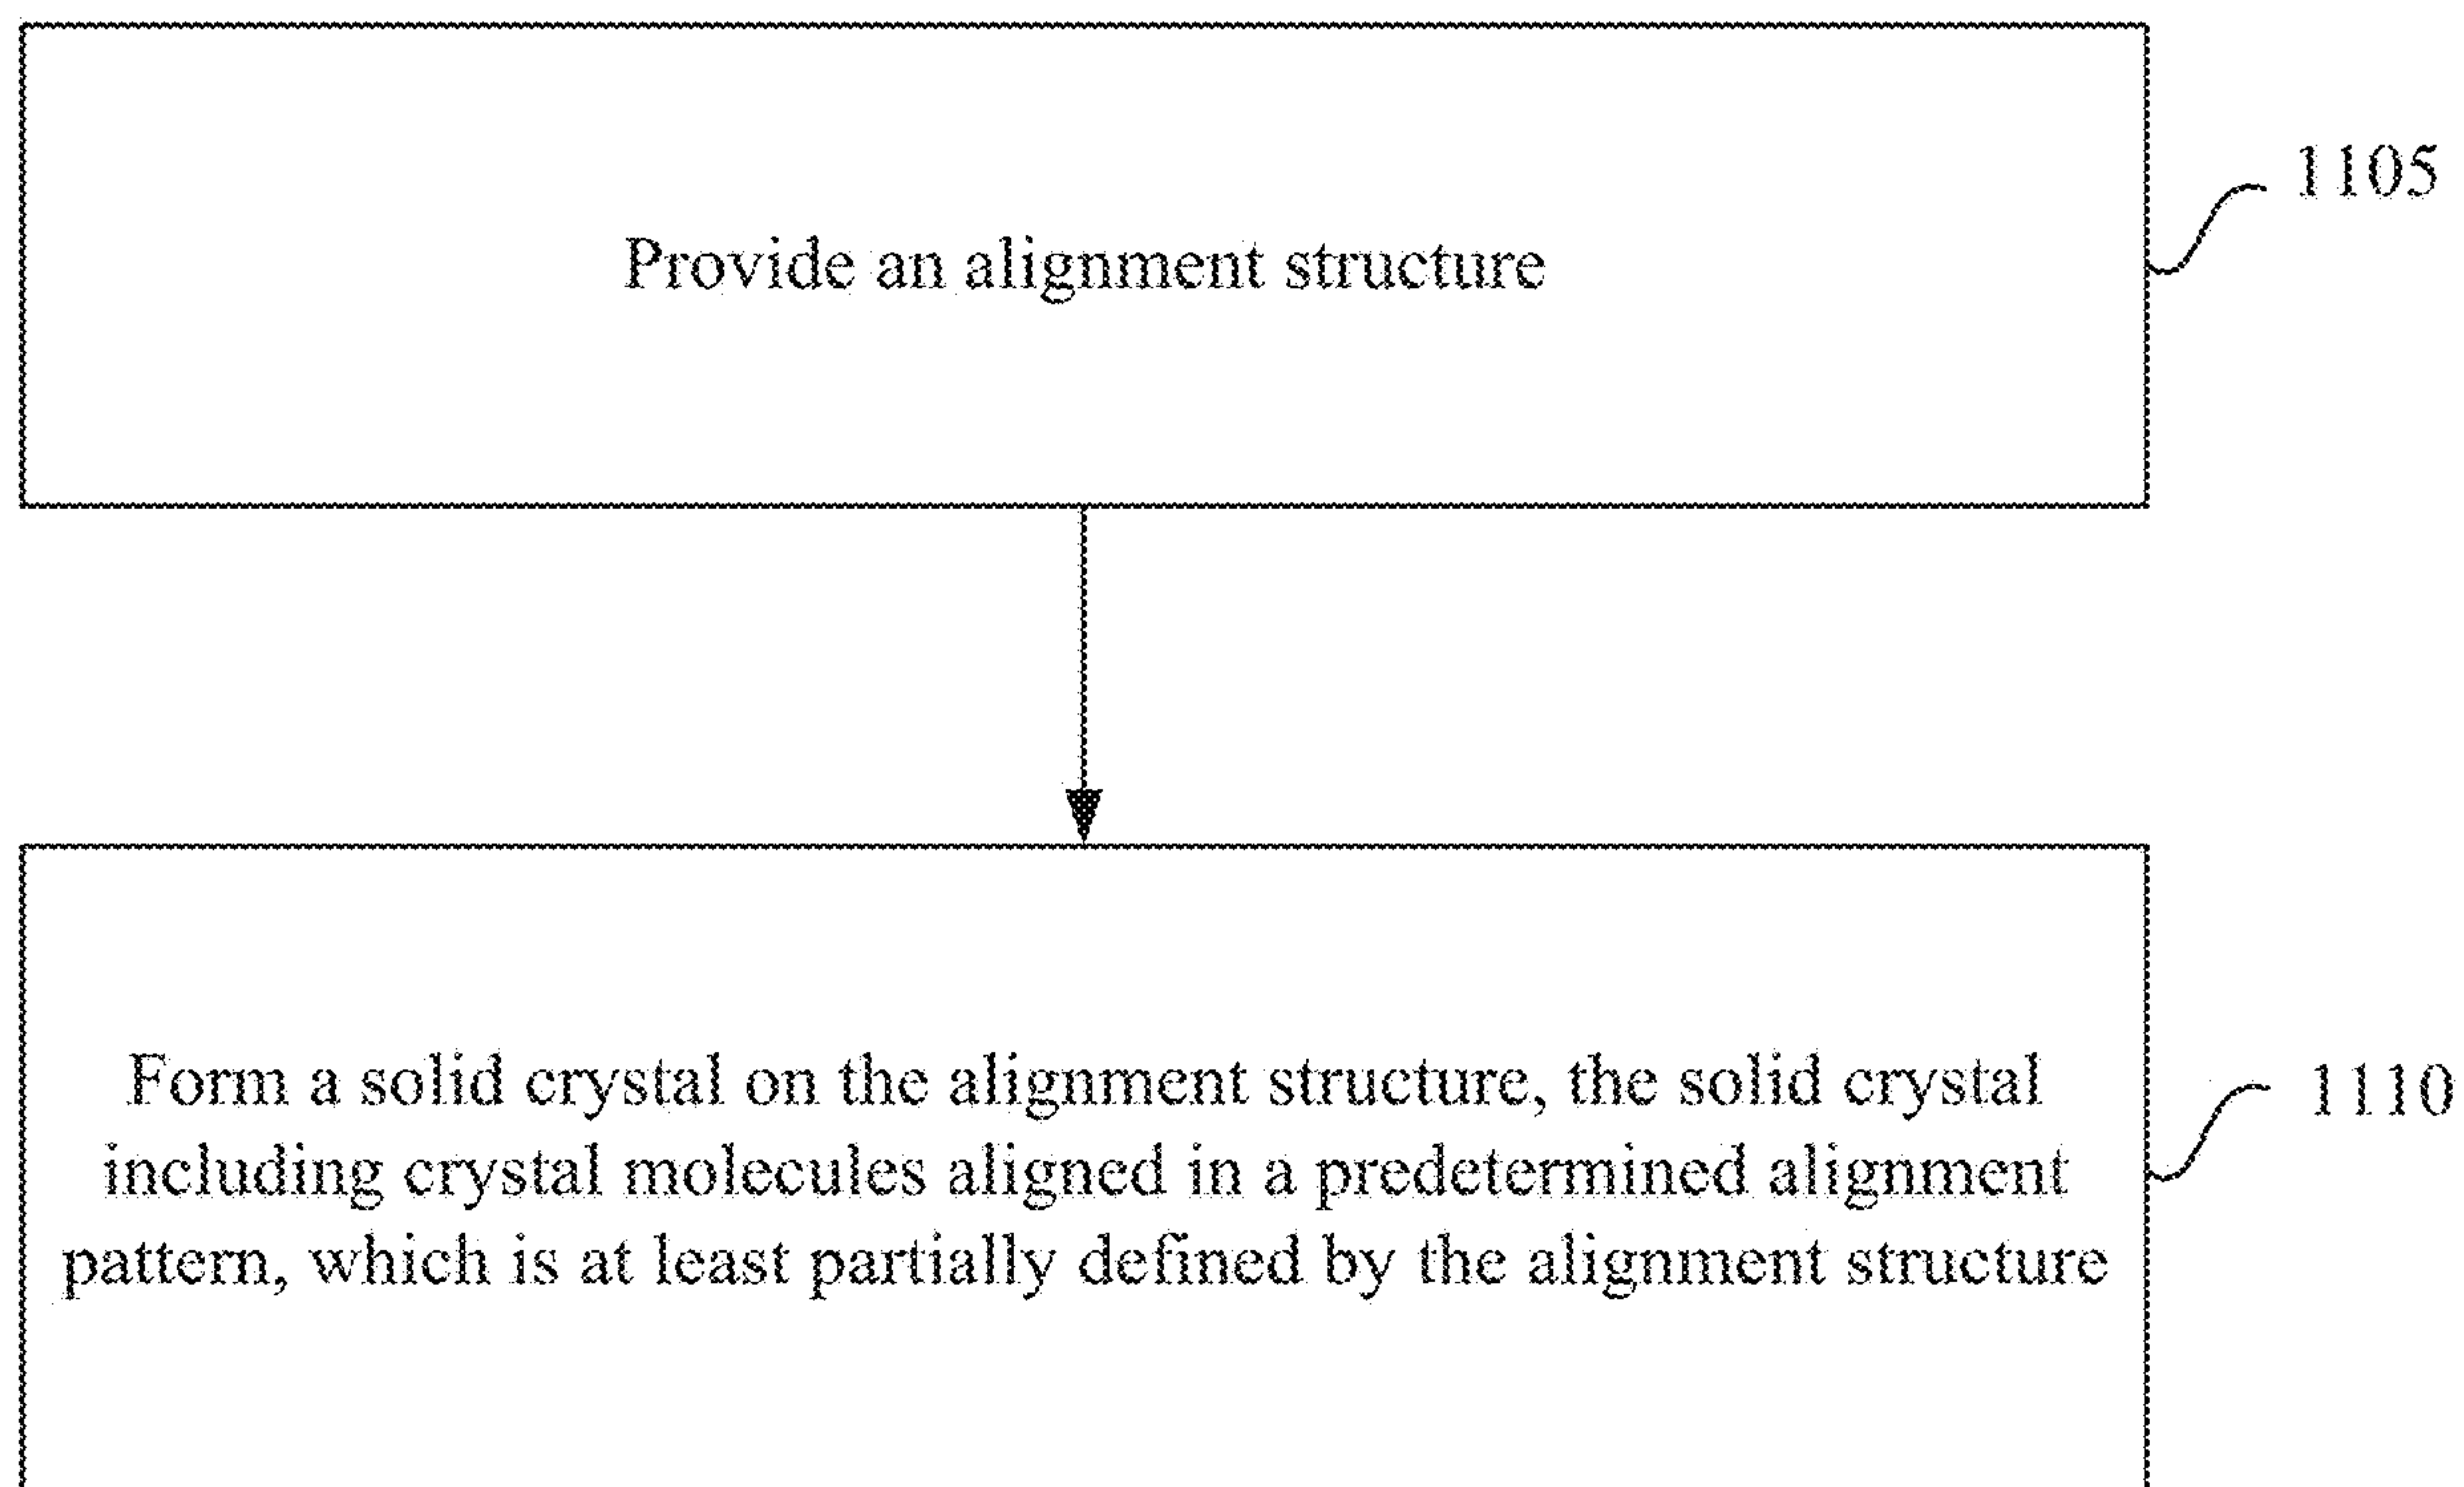 Provide an alignment structure
1105
Form a solid crystal on the alignment structure, the solid crystal
including crystal molecules aligned in a predetermined alignment
pattern, which is at least partially defined by the alignment structure
1110